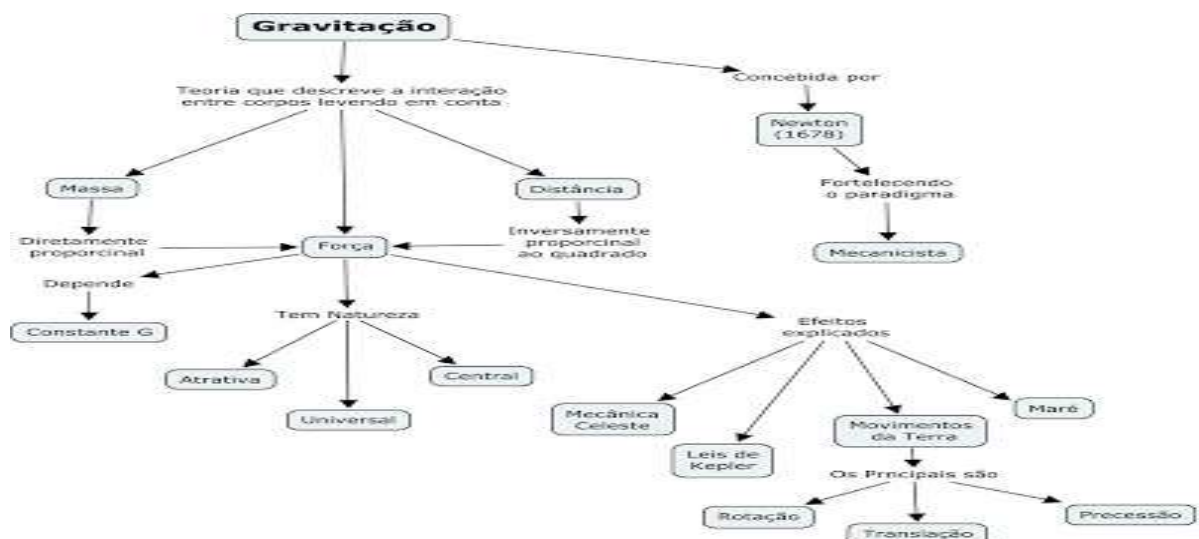 Gravitação
Teoria que descreve a interação
entre corpos levendo em conta
Concebida por
Newton
(1678)
Massa
Distância
Fortelecendo
o paradigma
Diretamente
proporcinal
Força
Inversamente
proporcinal
ao quadrado
Mecanicista
Depende
Constante G
Tem Natureza
Atrativa
Universal
Central
Efeitos
explicados
Mecânica
Celeste
Leis de
Kepler
Movimentos
da Terra
Maré
Os Prncipais são
Rotação
Translação
Precessão